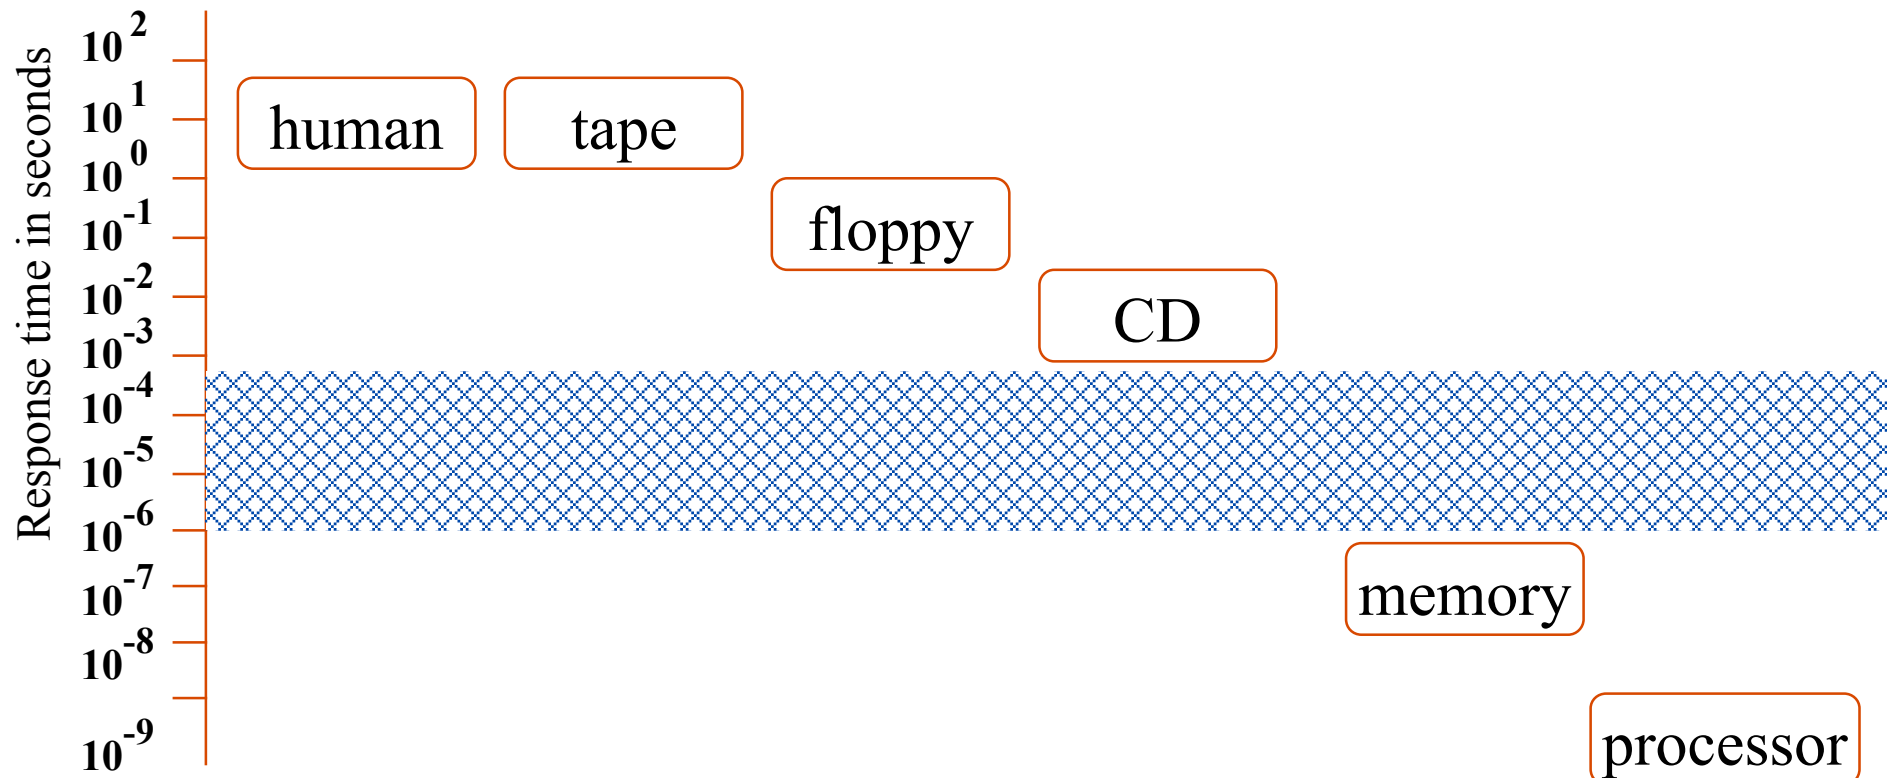 Response time in seconds
10^2
10^1
10^0
10^-1
10^-2
10^-3
10^-4
10^-5
10^-6
10^-7
10^-8
10^-9
human
tape
floppy
CD
memory
processor